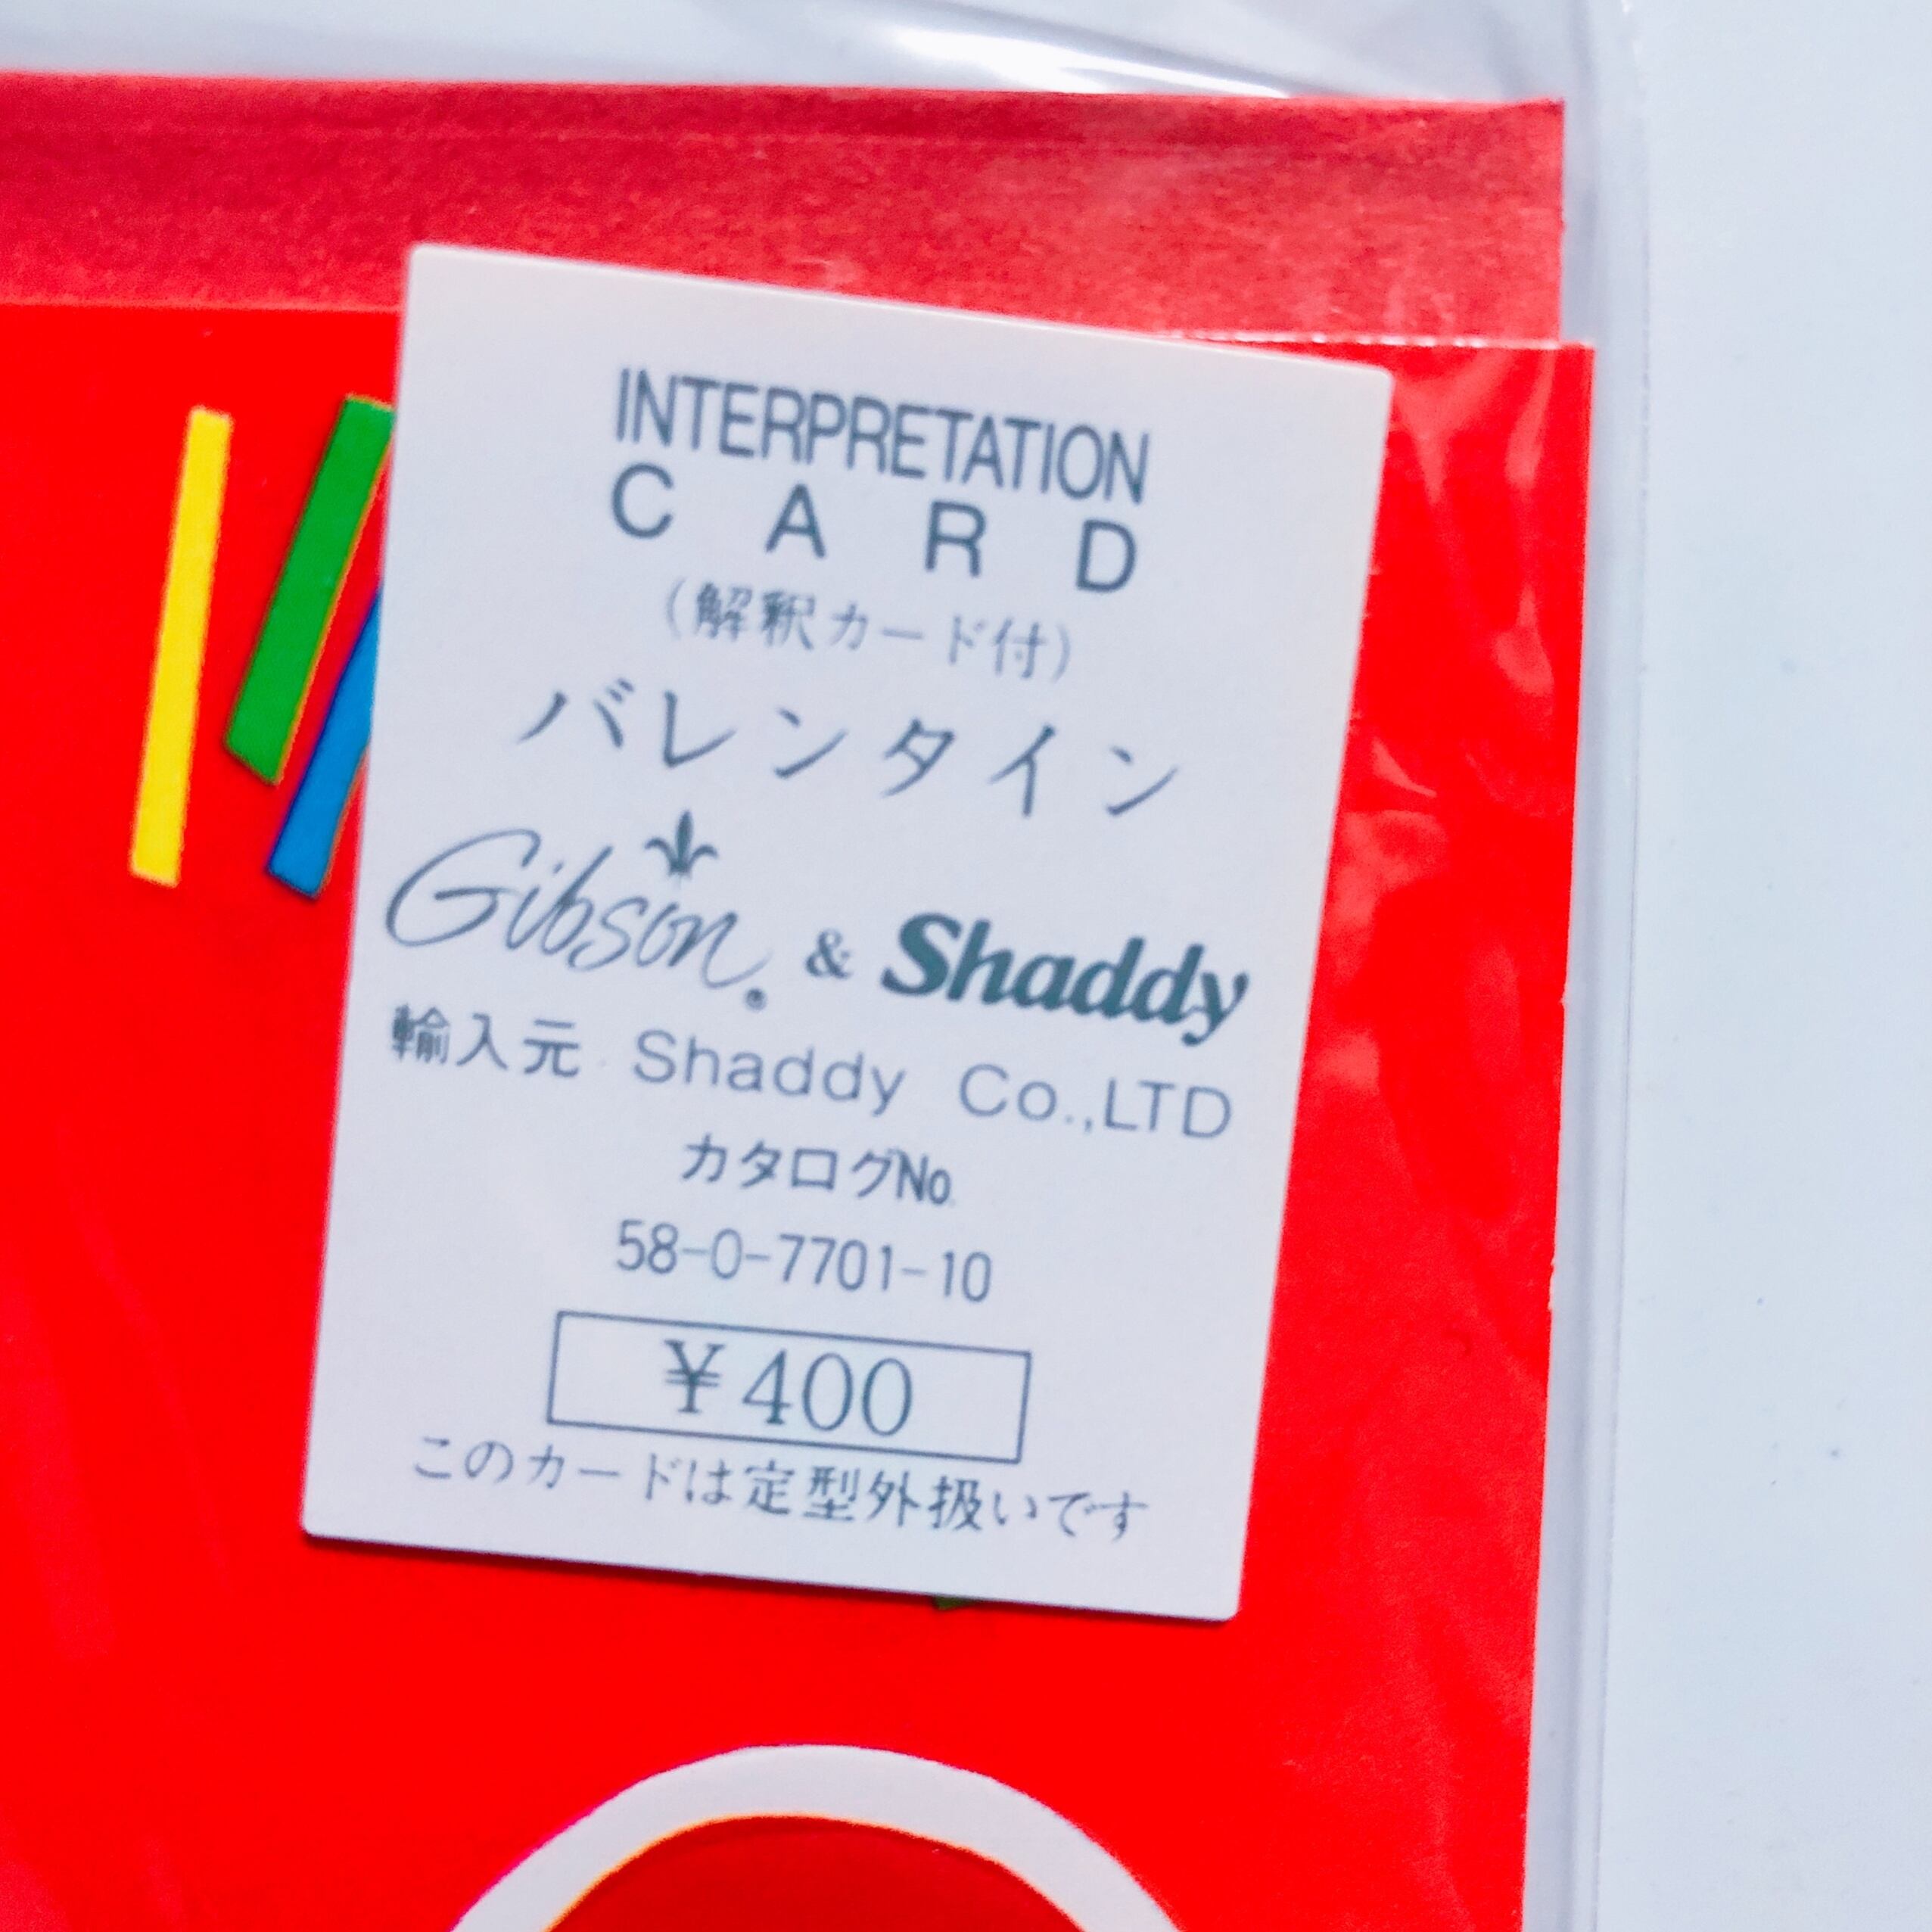 INTERPRETATION
CARD
(解釈カード付)
バレンタイン
Gibson® & Shaddy
輸入元 Shaddy Co.,LTD
カタログNo.
58-0-7701-10
¥400
このカードは定型外扱いです